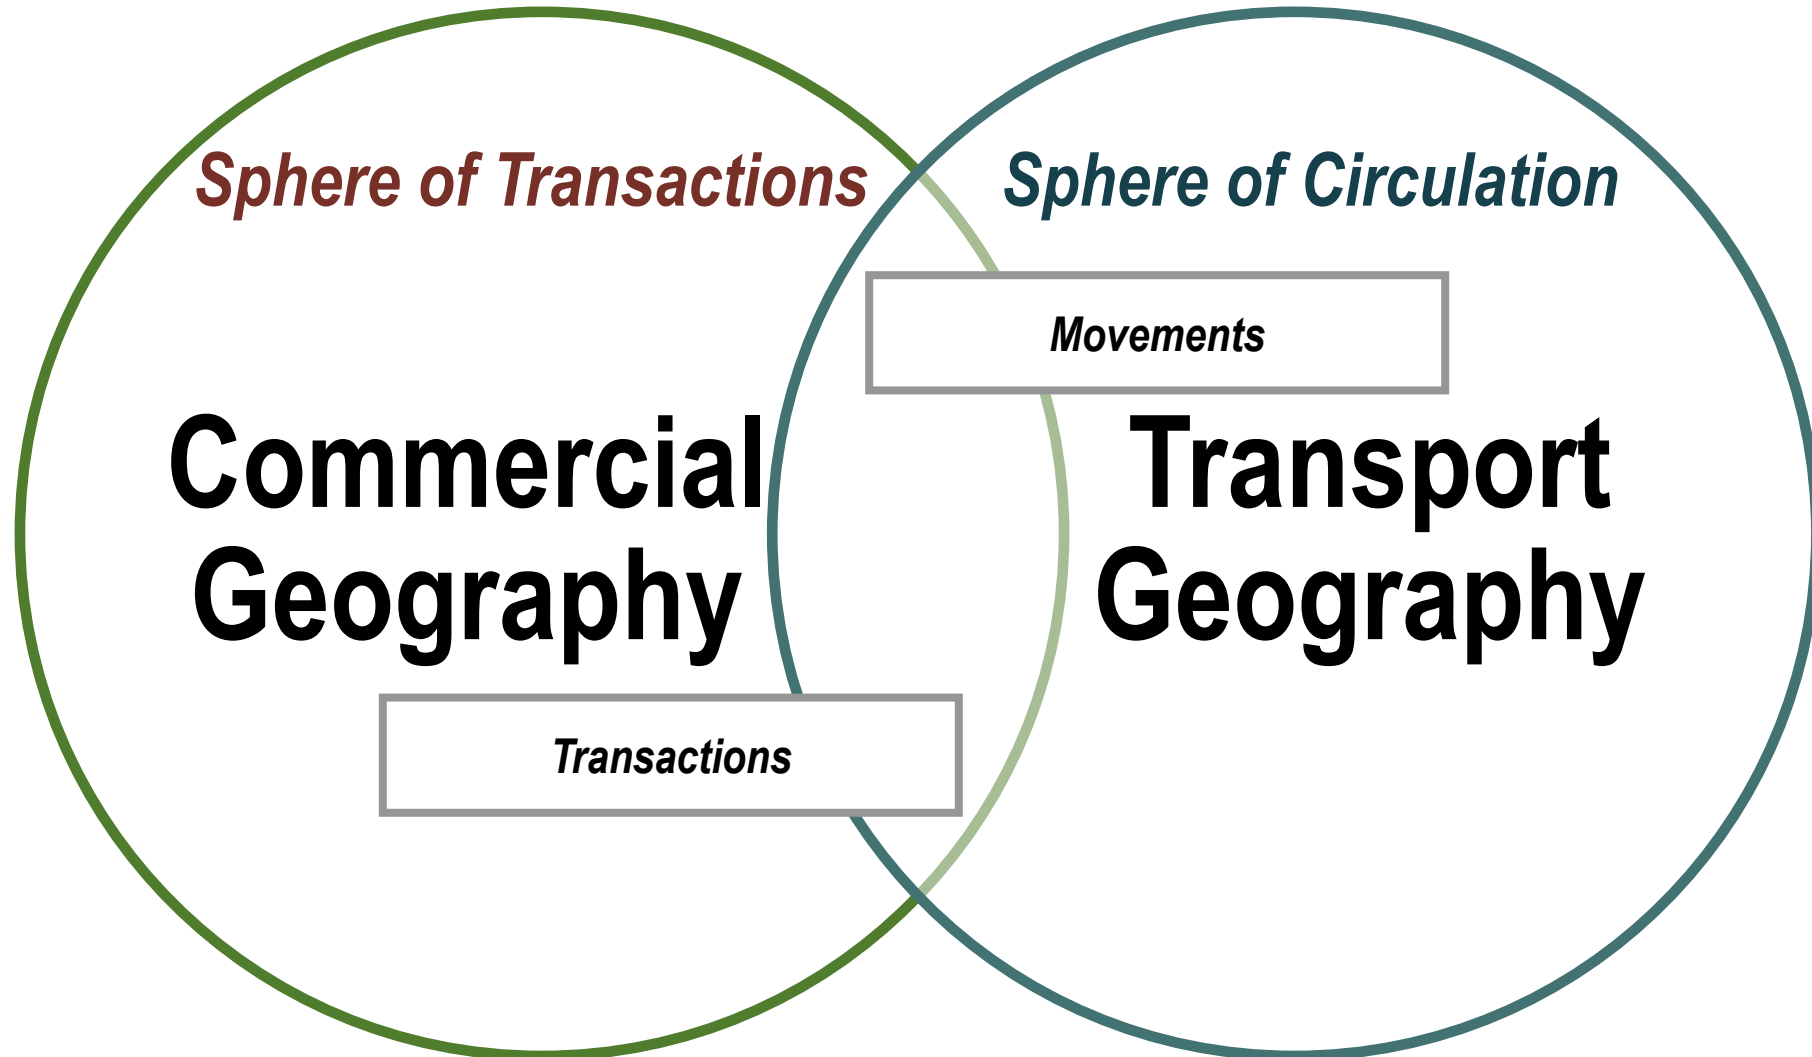 Sphere of Transactions
Sphere of Circulation
Movements
Commercial
Geography
Transport
Geography
Transactions